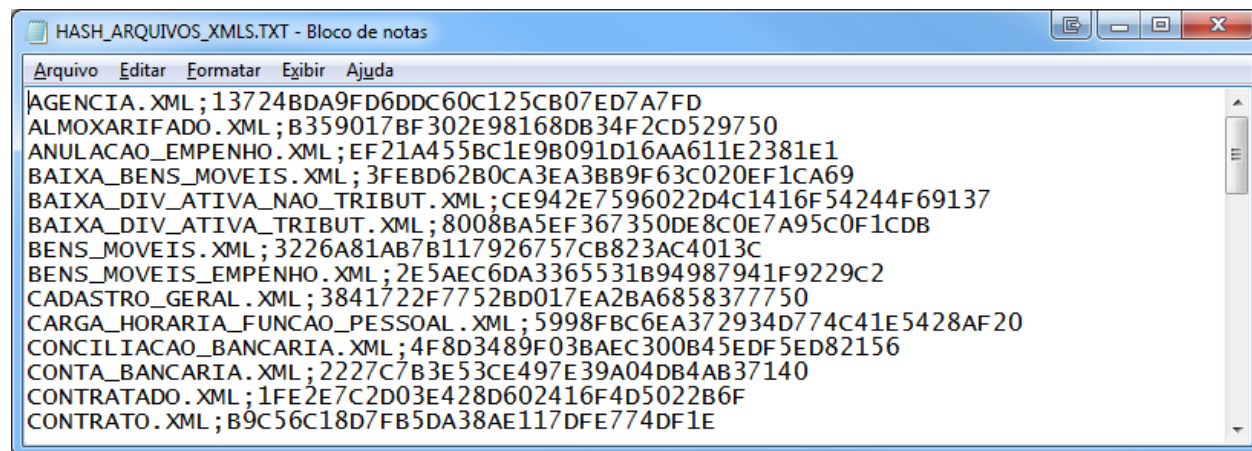 HASH_ARQUIVOS_XMLS.TXT - Bloco de notas
Arquivo Editar Formatar Exibir Ajuda
AGENCIA.XML;13724BDA9FD6DDC60C125CB07ED7A7FD
ALMOXARIFADO.XML;B359017BF302E98168DB34F2CD529750
ANULACAO_EMPENHO.XML;EF21A455BC1E9B091D16AA611E2381E1
BAIXA_BENS_MOVEIS.XML;3FEBD62B0CA3EA3BB9F63C020EF1CA69
BAIXA_DIV_ATIVA_NAO_TRIBUT.XML;CE942E7596022D4C1416F54244F69137
BAIXA_DIV_ATIVA_TRIBUT.XML;8008BA5EF367350DE8C0E7A95C0F1CDB
BENS_MOVEIS.XML;3226A81AB7B117926757CB823AC4013C
BENS_MOVEIS_EMPENHO.XML;2E5AEC6DA3365531B94987941F9229C2
CADASTRO_GERAL.XML;3841722F7752BD017EA2BA6858377750
CARGA_HORARIA_FUNCAO_PESSOAL.XML;5998FBC6EA372934D774C41E5428AF20
CONCILIACAO_BANCARIA.XML;4F8D3489F03BAEC300B45EDF5ED82156
CONTA_BANCARIA.XML;2227C7B3E53CE497E39A04DB4AB37140
CONTRATADO.XML;1FE2E7C2D03E428D602416F4D5022B6F
CONTRATO.XML;B9C56C18D7FB5DA38AE117DFE774DF1E